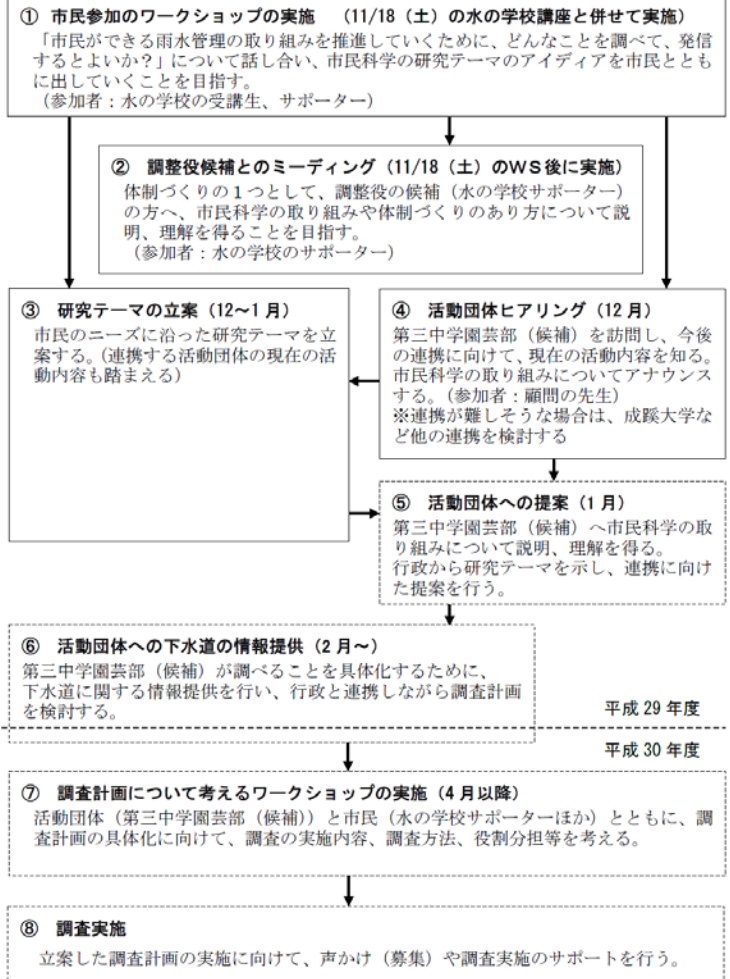 ① 市民参加のワークショップの実施 （11/18（土）の水の学校講座と併せて実施）
「市民ができる雨水管理の取り組みを推進していくために、どんなことを調べて、発信
するとよいか？」について話し合い、市民科学の研究テーマのアイディアを市民ととも
に出していくことを目指す。
（参加者：水の学校の受講生、サポーター）
② 調整役候補とのミーティング（11/18（土）のＷＳ後に実施）
体制づくりの１つとして、調整役の候補（水の学校サポーター）
の方へ、市民科学の取り組みや体制づくりのあり方について説
明、理解を得ることを目指す。
（参加者：水の学校のサポーター）
③ 研究テーマの立案（12～1月）
市民のニーズに沿った研究テーマを立
案する。（連携する活動団体の現在の活
動内容も踏まえる）
④ 活動団体ヒアリング（12月）
第三中学園芸部（候補）を訪問し、今後
の連携に向けて、現在の活動内容を知る。
市民科学の取り組みについてアナウンス
する。（参加者：顧問の先生）
※連携が難しそうな場合は、成蹊大学な
ど他の連携を検討する
⑤ 活動団体への提案（1月）
第三中学園芸部（候補）へ市民科学の取
り組みについて説明、理解を得る。
行政から研究テーマを示し、連携に向け
た提案を行う。
⑥ 活動団体への下水道の情報提供（2月～）
第三中学園芸部（候補）が調べることを具体化するために、
下水道に関する情報提供を行い、行政と連携しながら調査計画
を検討する。
平成29年度
平成30年度
⑦ 調査計画について考えるワークショップの実施（4月以降）
活動団体（第三中学園芸部（候補））と市民（水の学校サポーターほか）とともに、調
査計画の具体化に向けて、調査の実施内容、調査方法、役割分担等を考える。
⑧ 調査実施
立案した調査計画の実施に向けて、声かけ（募集）や調査実施のサポートを行う。